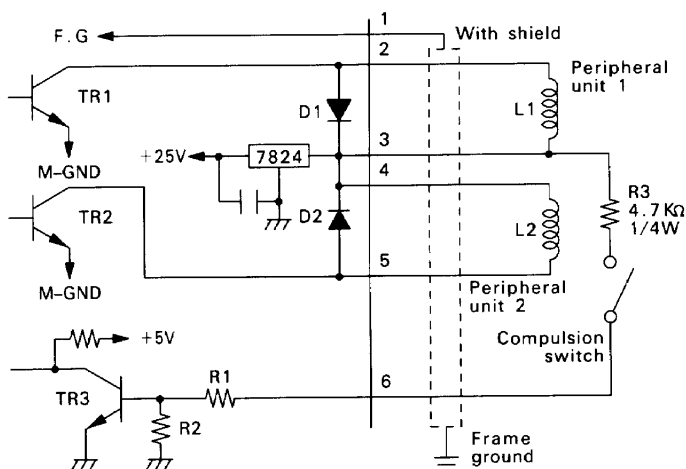 F.G
1
With shield
2
TR1
D1
L1
Peripheral
unit 1
M-GND
+25V
7824
3
4
TR2
D2
L2
R3
4.7KΩ
1/4W
M-GND
5
Peripheral
unit 2
+5V
Compulsion
switch
TR3
R1
6
R2
Frame
ground